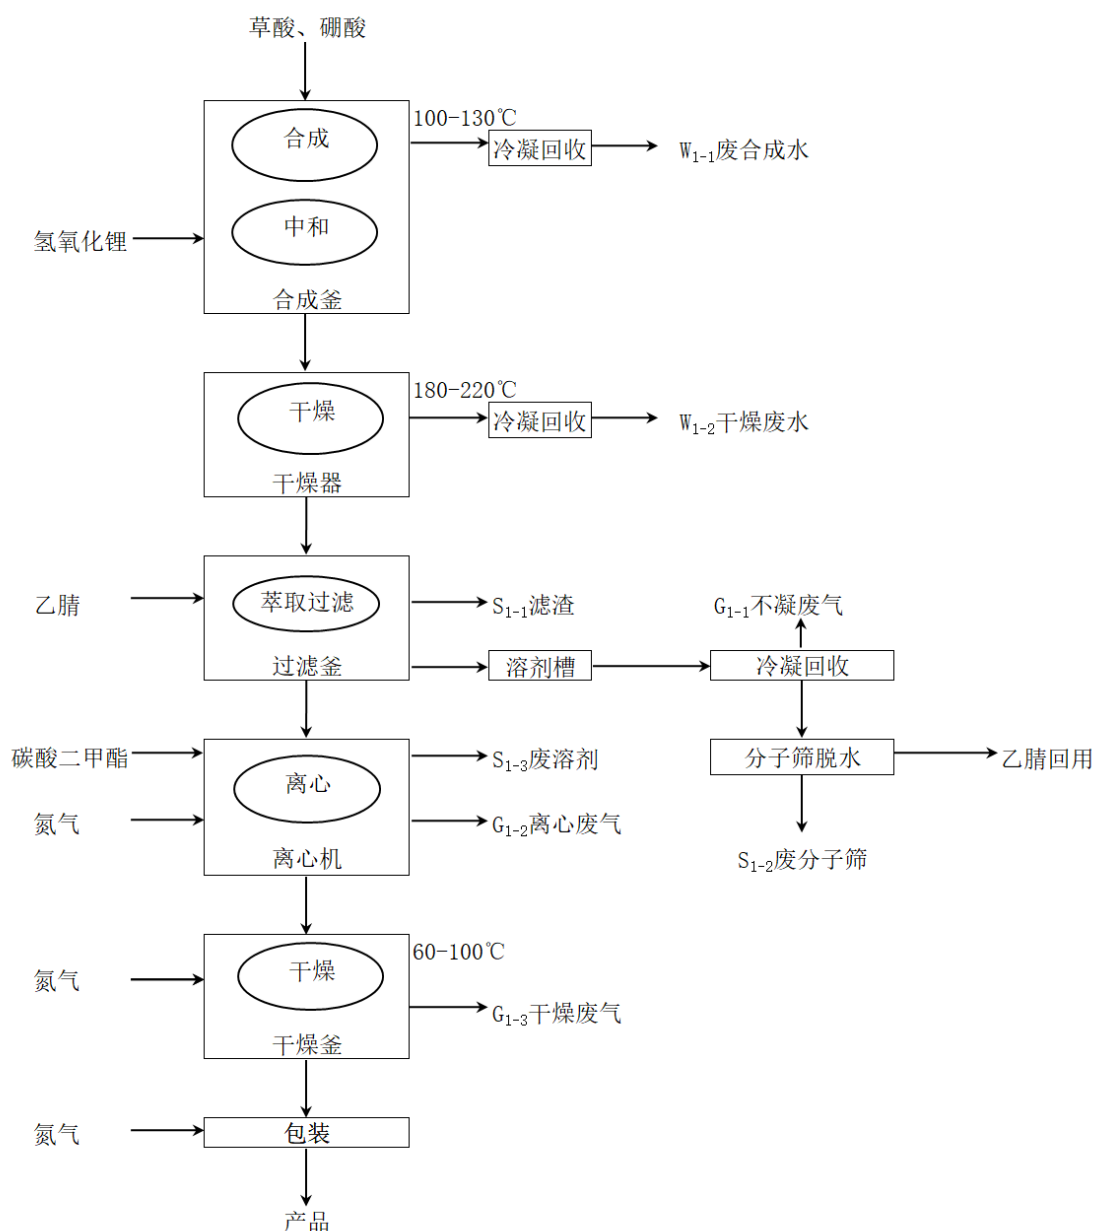 草酸、硼酸
合成
100-130℃
冷凝回收
W1-1废合成水
中和
氢氧化锂
合成釜
干燥
180-220℃
冷凝回收
W1-2干燥废水
干燥器
乙腈
萃取过滤
S1-1滤渣
G1-1不凝废气
过滤釜
溶剂槽
冷凝回收
碳酸二甲酯
离心
S1-3废溶剂
分子筛脱水
乙腈回用
氮气
G1-2离心废气
离心机
S1-2废分子筛
干燥
60-100℃
氮气
G1-3干燥废气
干燥釜
氮气
包装
产品